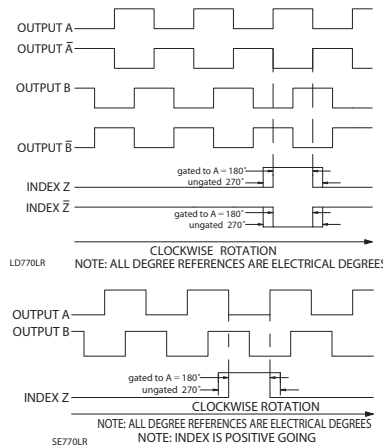 OUTPUT A
OUTPUT A̅
OUTPUT B
OUTPUT B̅
gated to A = 180°
ungated 270°
INDEX Z
INDEX Z̅
gated to A = 180°
ungated 270°
CLOCKWISE ROTATION
LD770LR
NOTE: ALL DEGREE REFERENCES ARE ELECTRICAL DEGREES
OUTPUT A
OUTPUT B
gated to A = 180°
ungated 270°
INDEX Z
CLOCKWISE ROTATION
NOTE: ALL DEGREE REFERENCES ARE ELECTRICAL DEGREES
NOTE: INDEX IS POSITIVE GOING
SE770LR